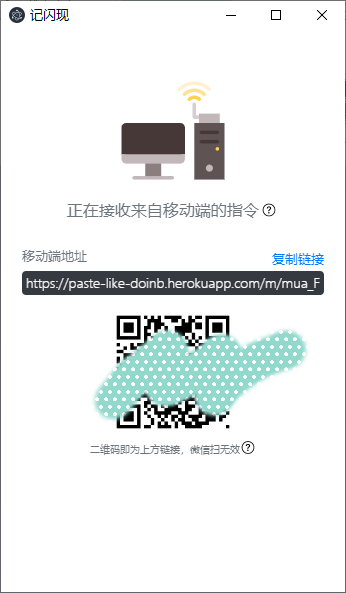 记闪现
正在接收来自移动端的指令
移动端地址
复制链接
https://paste-like-doinb.herokuapp.com/m/mua_F
二维码即为上方链接，微信扫无效